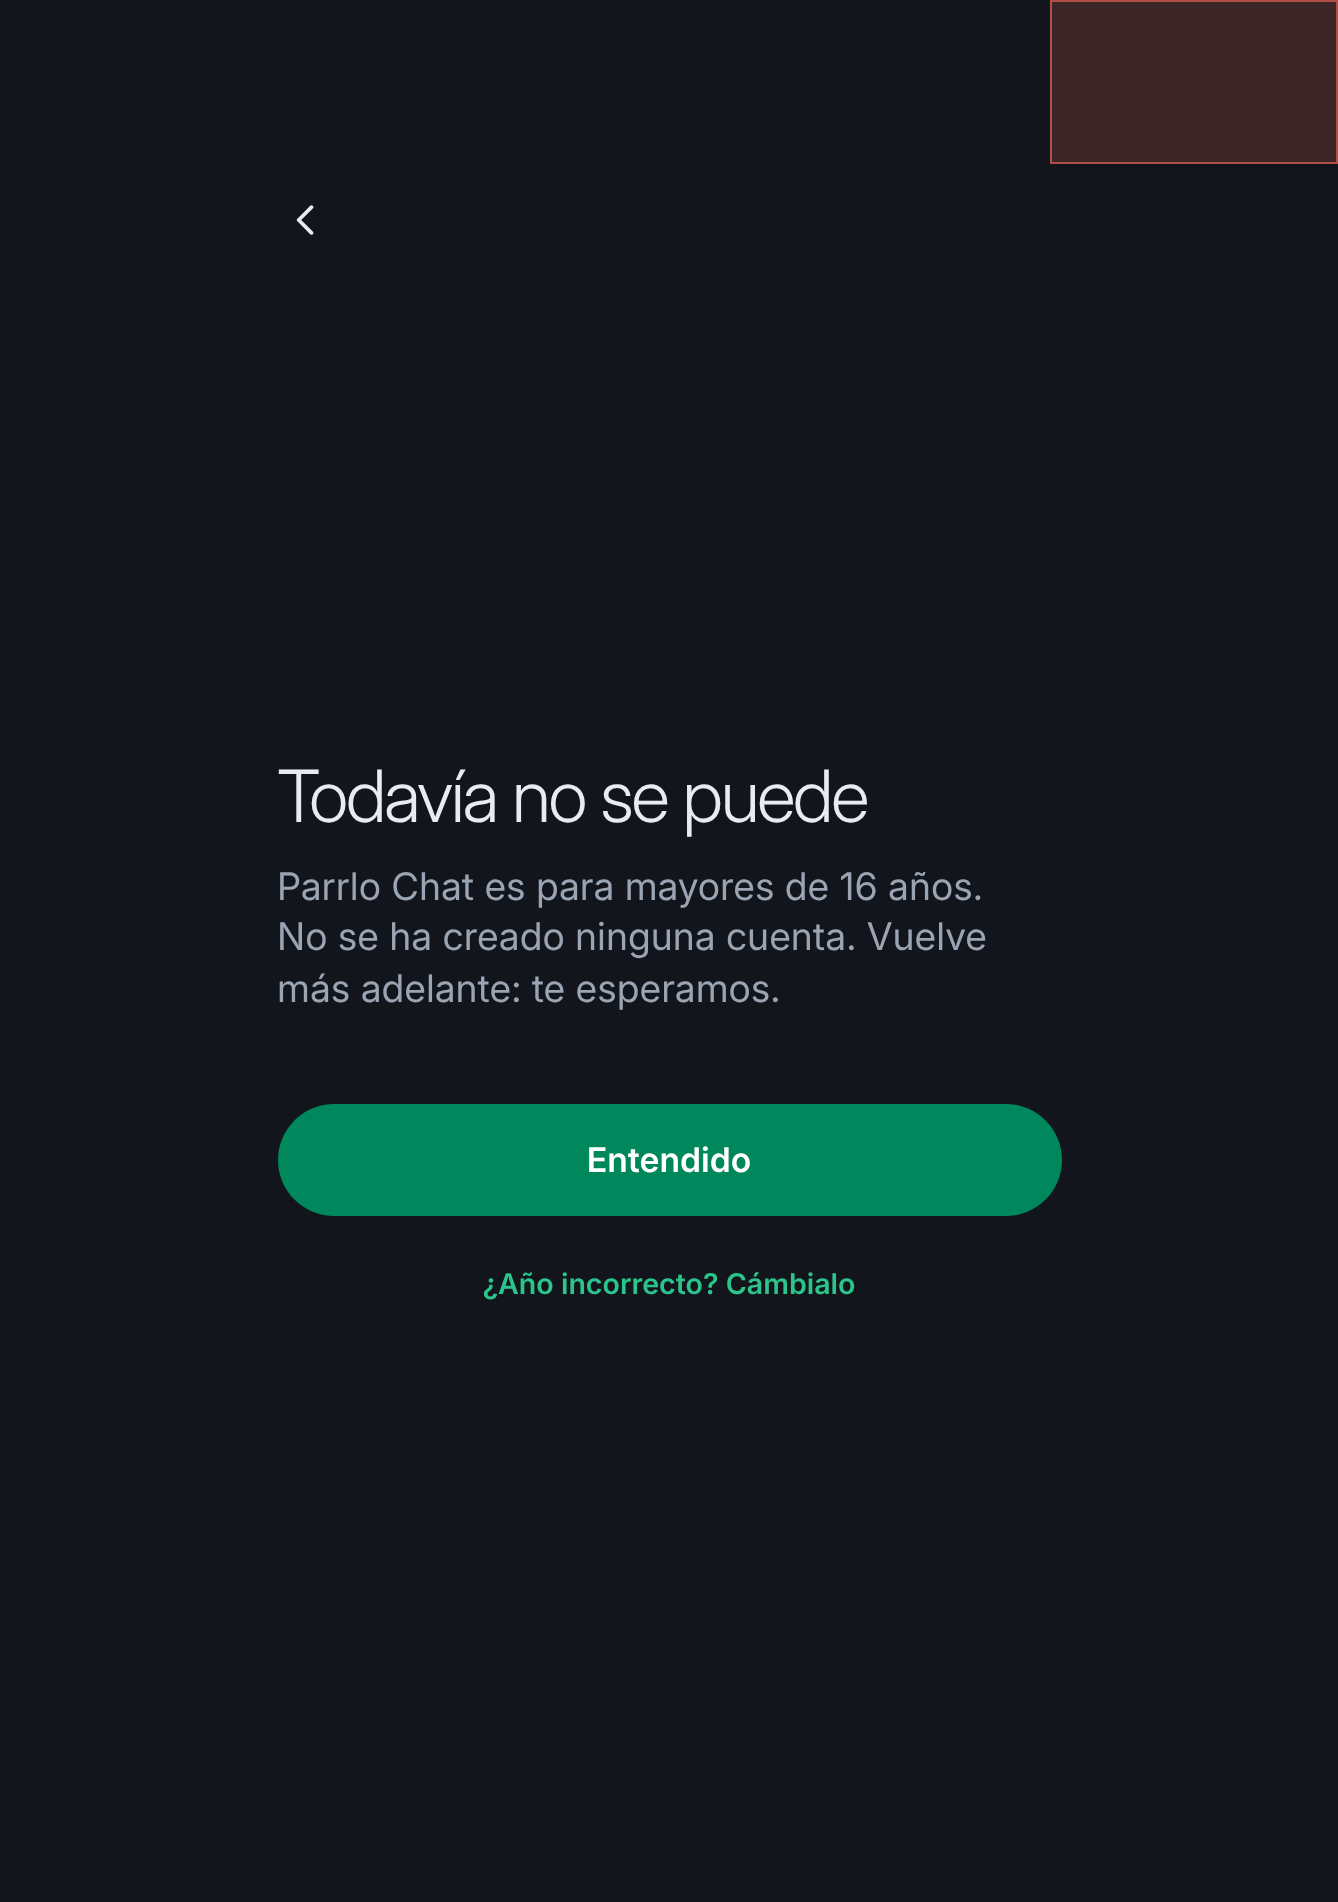 Todavía no se puede
Parrlo Chat es para mayores de 16 años.
No se ha creado ninguna cuenta. Vuelve
más adelante: te esperamos.
Entendido
¿Año incorrecto? Cámbialo